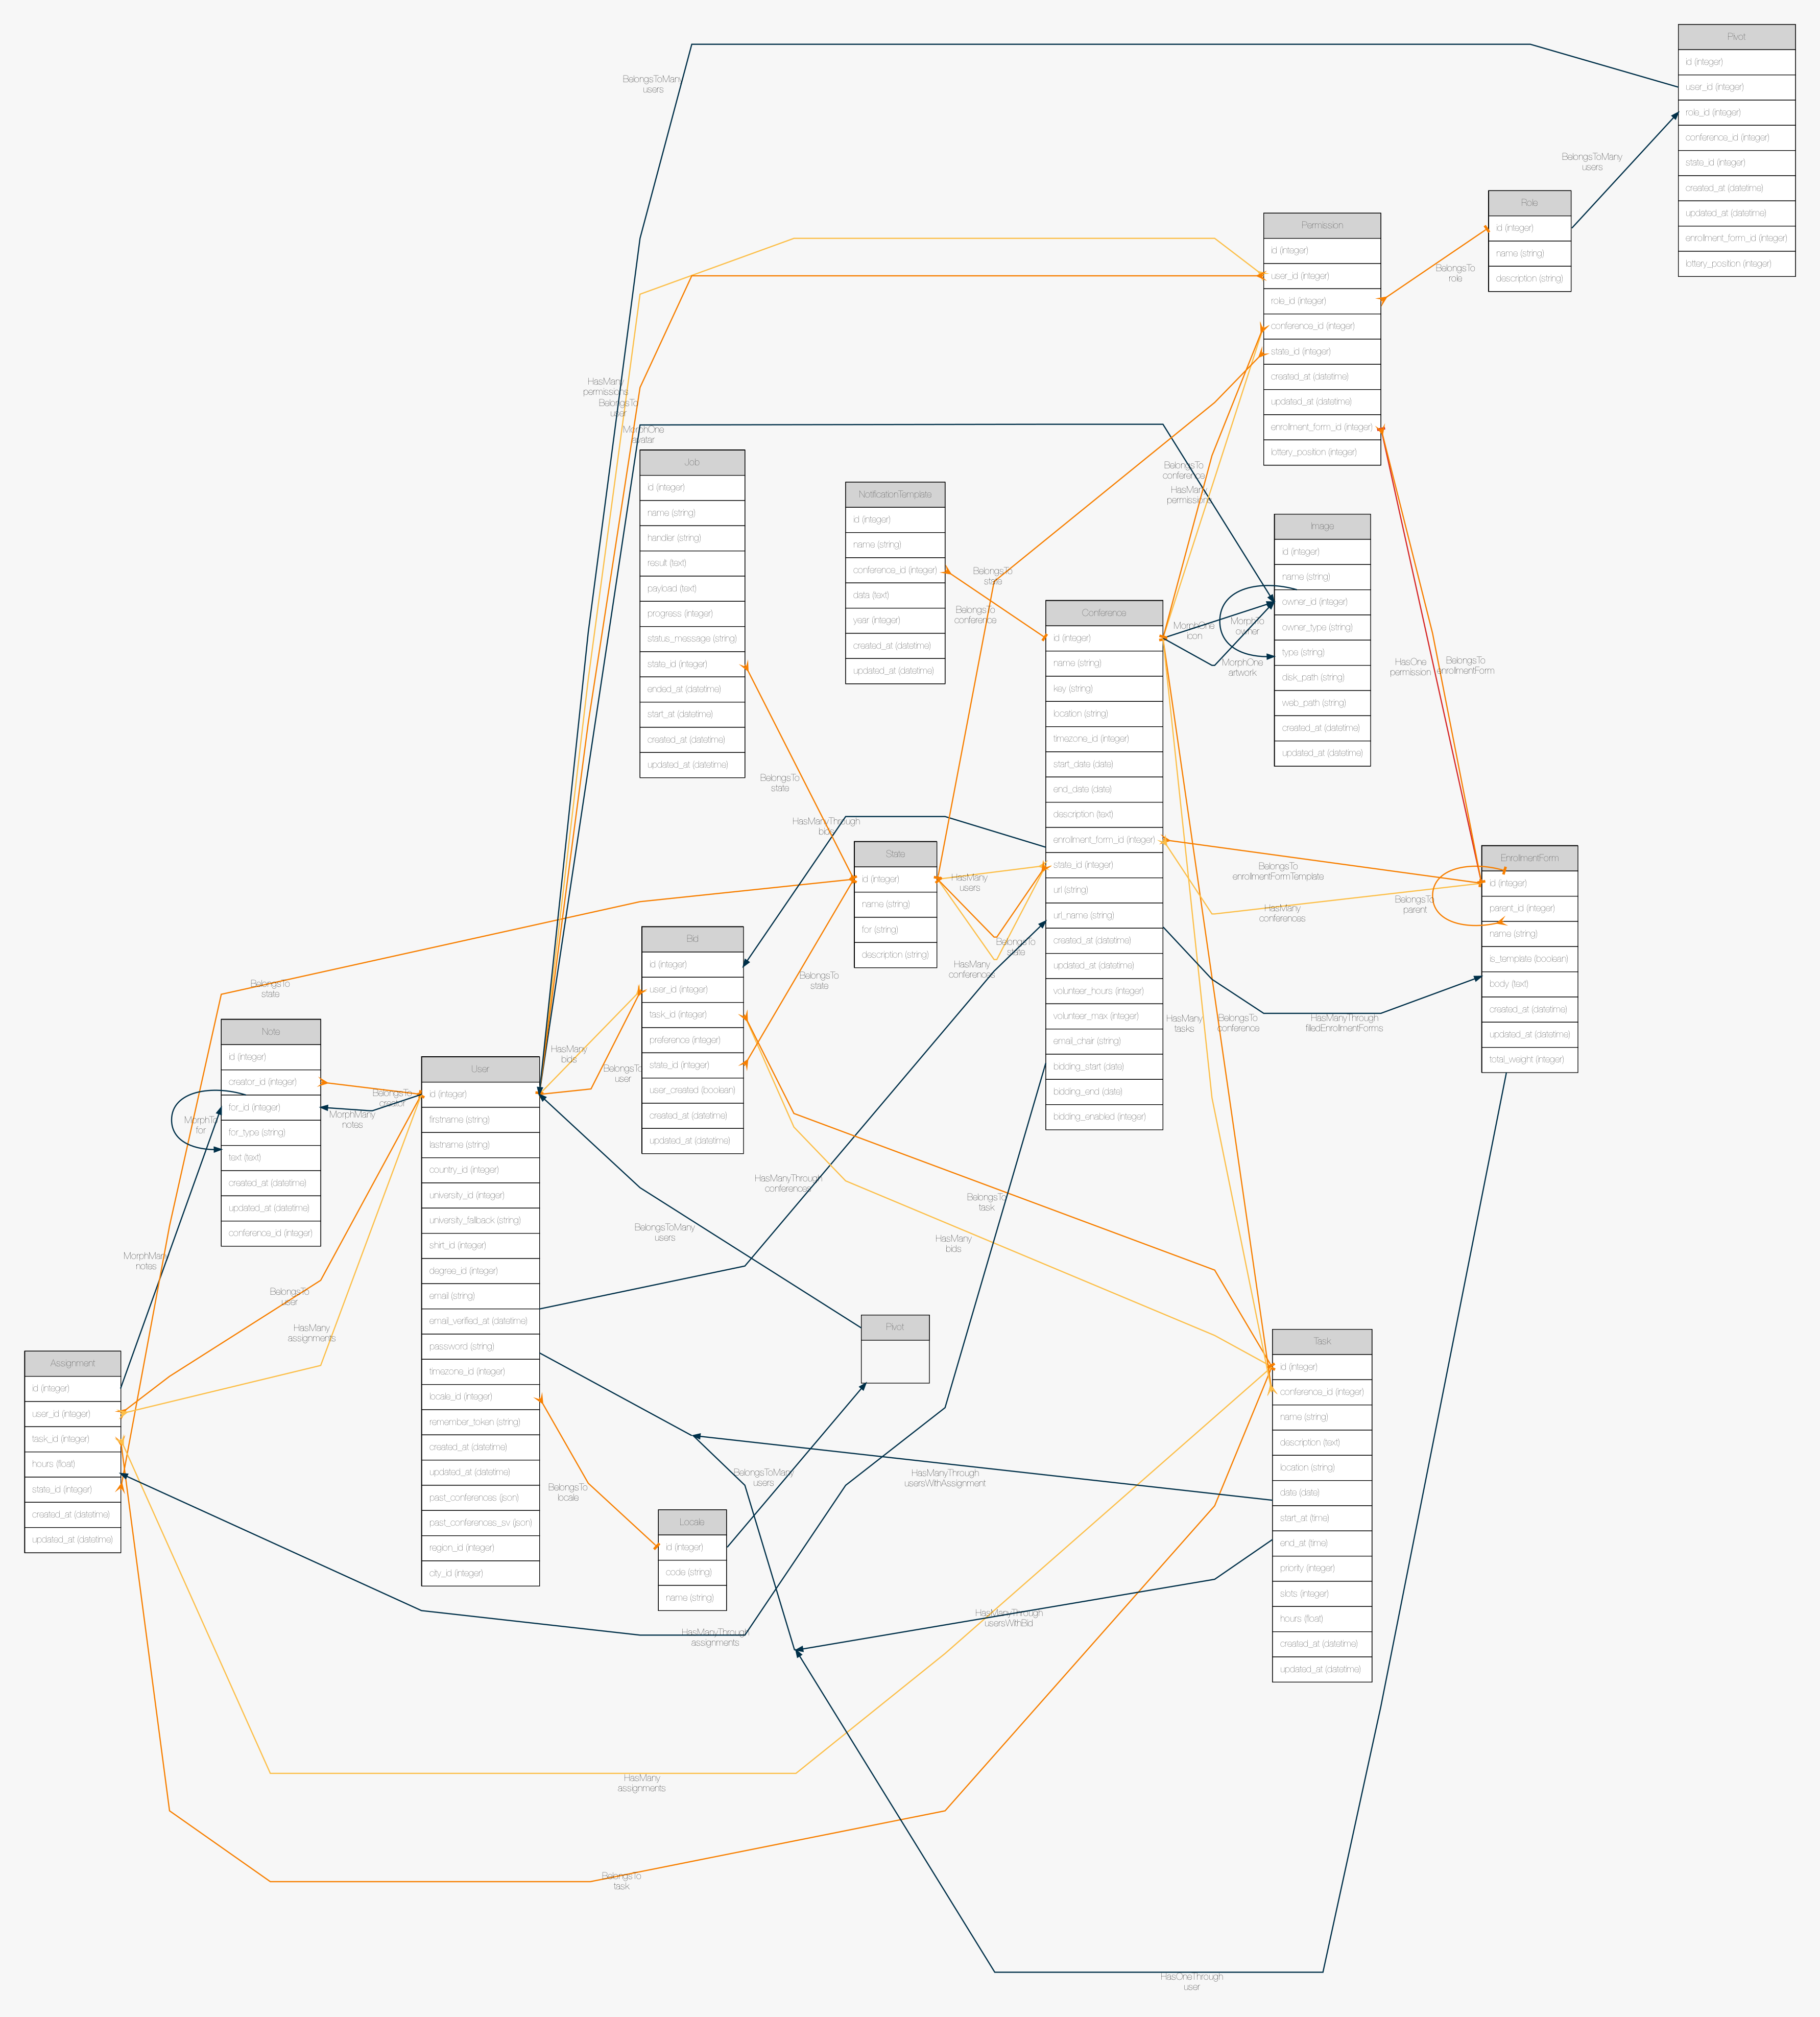 Pivot
id (integer)
user_id (integer)
role_id (integer)
conference_id (integer)
state_id (integer)
created_at (datetime)
updated_at (datetime)
enrollment_form_id (integer)
lottery_position (integer)
BelongsToMany
users
BelongsToMany
users
Role
id (integer)
name (string)
description (string)
Permission
id (integer)
user_id (integer)
role_id (integer)
conference_id (integer)
state_id (integer)
created_at (datetime)
updated_at (datetime)
enrollment_form_id (integer)
lottery_position (integer)
BelongsTo
role
HasMany
permissions
BelongsTo
user
MorphOne
avatar
Job
id (integer)
name (string)
handler (string)
result (text)
payload (text)
progress (integer)
status_message (string)
state_id (integer)
ended_at (datetime)
start_at (datetime)
created_at (datetime)
updated_at (datetime)
NotificationTemplate
id (integer)
name (string)
conference_id (integer)
data (text)
year (integer)
created_at (datetime)
updated_at (datetime)
BelongsTo
conference
HasMany
permissions
BelongsTo
state
BelongsTo
conference
Image
id (integer)
name (string)
owner_id (integer)
owner_type (string)
type (string)
disk_path (string)
web_path (string)
created_at (datetime)
updated_at (datetime)
MorphOne
icon
MorphTo
owner
MorphOne
artwork
HasOne
permission
BelongsTo
enrollmentForm
Conference
id (integer)
name (string)
key (string)
location (string)
timezone_id (integer)
start_date (date)
end_date (date)
description (text)
enrollment_form_id (integer)
state_id (integer)
url (string)
url_name (string)
created_at (datetime)
updated_at (datetime)
volunteer_hours (integer)
volunteer_max (integer)
email_chair (string)
bidding_start (date)
bidding_end (date)
bidding_enabled (integer)
BelongsTo
state
HasManyThrough
bids
State
id (integer)
name (string)
for (string)
description (string)
HasMany
users
BelongsTo
state
HasMany
conferences
BelongsTo
enrollmentFormTemplate
HasMany
conferences
BelongsTo
parent
EnrollmentForm
id (integer)
parent_id (integer)
name (string)
is_template (boolean)
body (text)
created_at (datetime)
updated_at (datetime)
total_weight (integer)
HasMany
tasks
BelongsTo
conference
HasManyThrough
filledEnrollmentForms
Bid
id (integer)
user_id (integer)
task_id (integer)
preference (integer)
state_id (integer)
user_created (boolean)
created_at (datetime)
updated_at (datetime)
BelongsTo
state
BelongsTo
state
HasMany
bids
BelongsTo
user
Note
id (integer)
creator_id (integer)
for_id (integer)
for_type (string)
text (text)
created_at (datetime)
updated_at (datetime)
conference_id (integer)
BelongsTo
creator
MorphMany
notes
MorphTo
for
User
id (integer)
firstname (string)
lastname (string)
country_id (integer)
university_id (integer)
university_fallback (string)
shirt_id (integer)
degree_id (integer)
email (string)
email_verified_at (datetime)
password (string)
timezone_id (integer)
locale_id (integer)
remember_token (string)
created_at (datetime)
updated_at (datetime)
past_conferences (json)
past_conferences_sv (json)
region_id (integer)
city_id (integer)
HasManyThrough
conferences
BelongsTo
task
BelongsToMany
users
HasMany
bids
MorphMany
notes
BelongsTo
user
HasMany
assignments
Pivot
Assignment
id (integer)
user_id (integer)
task_id (integer)
hours (float)
state_id (integer)
created_at (datetime)
updated_at (datetime)
Task
id (integer)
conference_id (integer)
name (string)
description (text)
location (string)
date (date)
start_at (time)
end_at (time)
priority (integer)
slots (integer)
hours (float)
created_at (datetime)
updated_at (datetime)
BelongsTo
locale
BelongsToMany
users
HasManyThrough
usersWithAssignment
Locale
id (integer)
code (string)
name (string)
HasManyThrough
assignments
HasManyThrough
usersWithBid
HasMany
assignments
BelongsTo
task
HasOneThrough
user